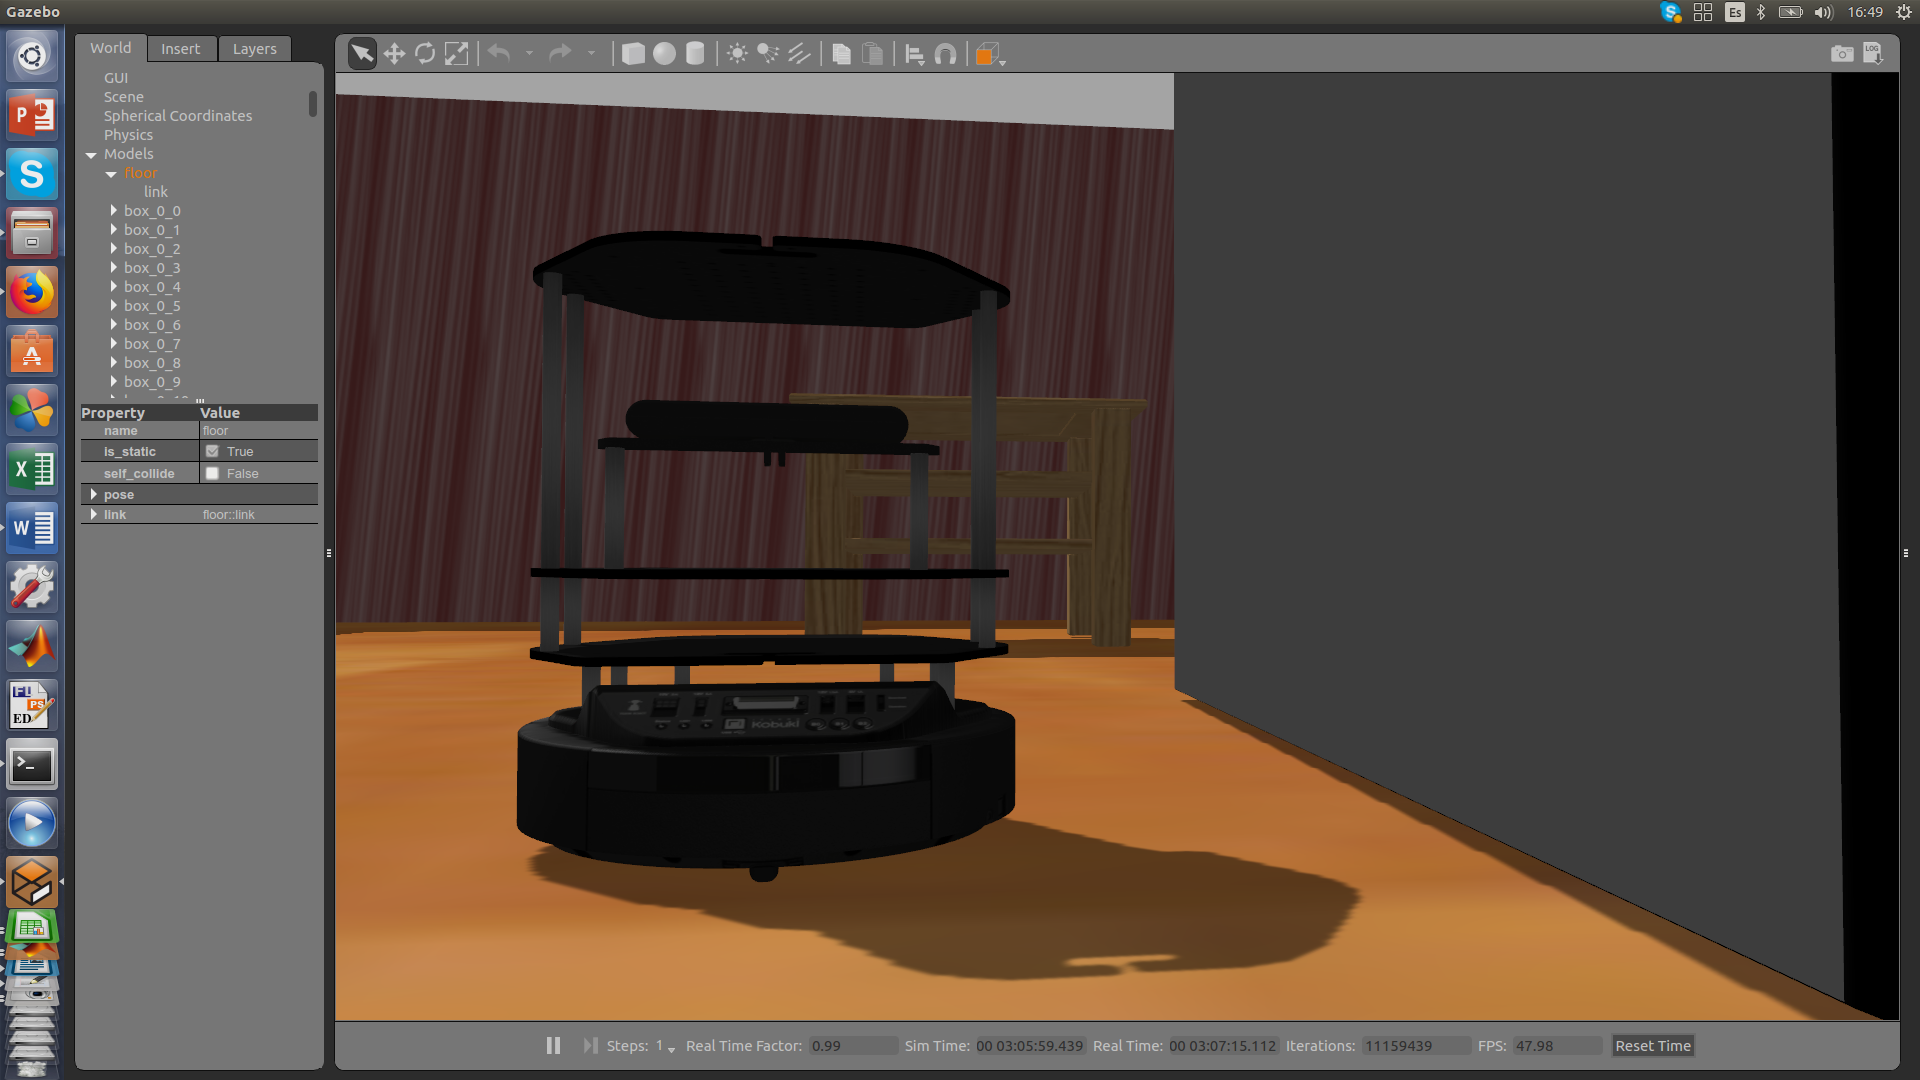 Gazebo
Es
16:49
World
Insert
Layers
LOG
GUI
Scene
Spherical Coordinates
Physics
Models
floor
link
box_0_0
box_0_1
box_0_2
box_0_3
box_0_4
box_0_5
box_0_6
box_0_7
box_0_8
box_0_9
Property Value
name floor
is_static True
self_collide False
pose
link floor::link
Kobuki
Steps: 1
Real Time Factor: 0.99
Sim Time: 00 03:05:59.439
Real Time: 00 03:07:15.112
Iterations: 11159439
FPS: 47.98
Reset Time